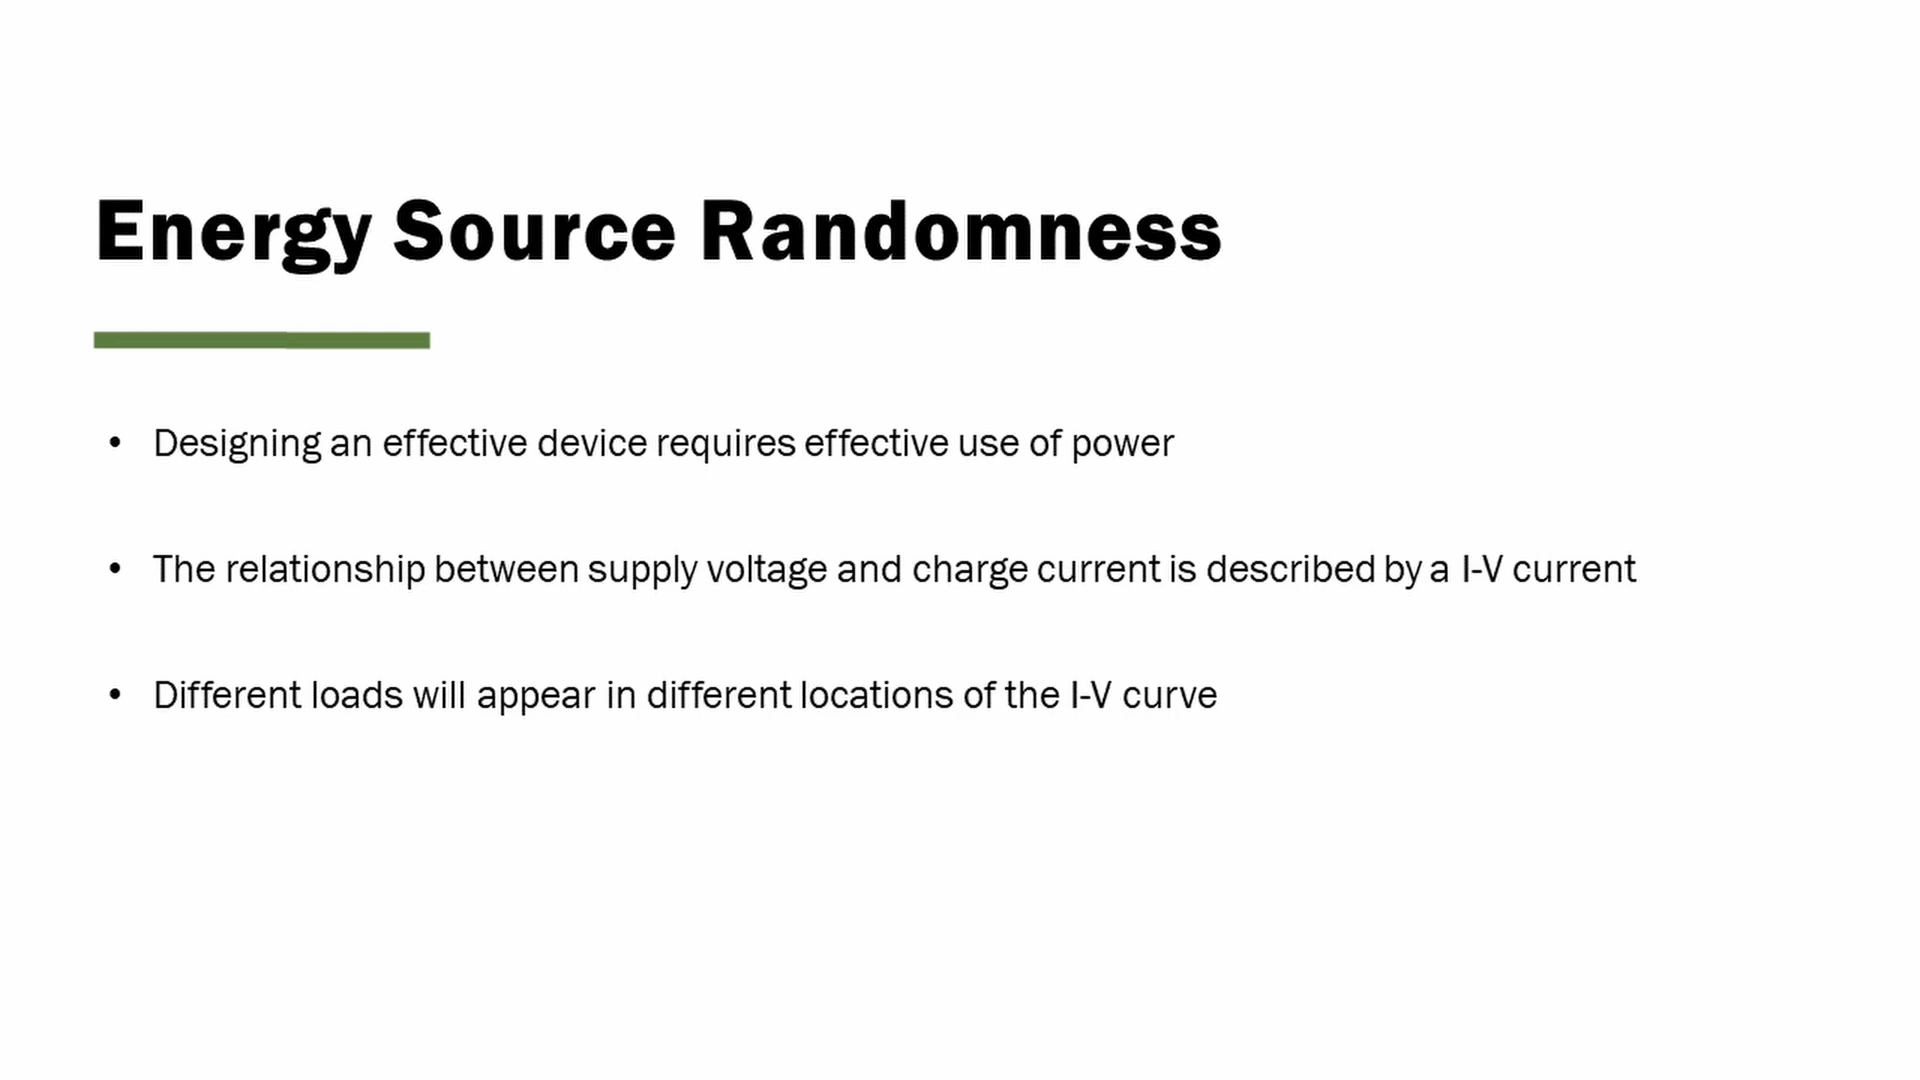 Energy Source Randomness
• Designing an effective device requires effective use of power
• The relationship between supply voltage and charge current is described by a I-V current
• Different loads will appear in different locations of the I-V curve